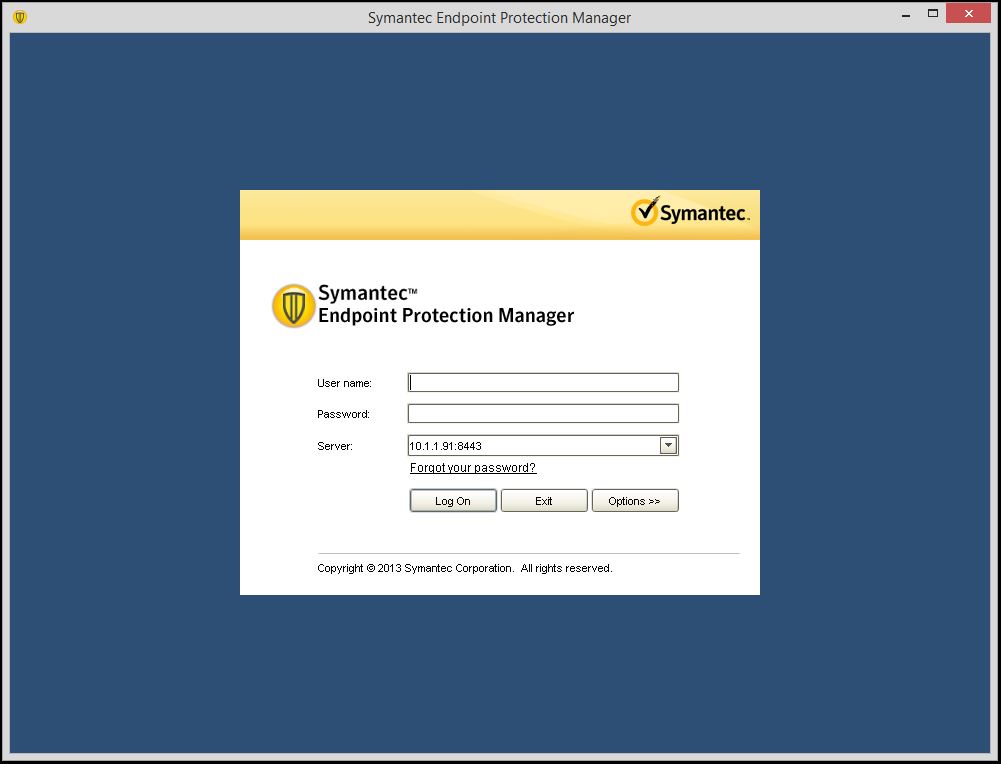 Symantec Endpoint Protection Manager
Symantec.
Symantec™
Endpoint Protection Manager
User name:
Password:
Server: 10.1.1.91:8443
Forgot your password?
Log On Exit Options >>
Copyright © 2013 Symantec Corporation. All rights reserved.